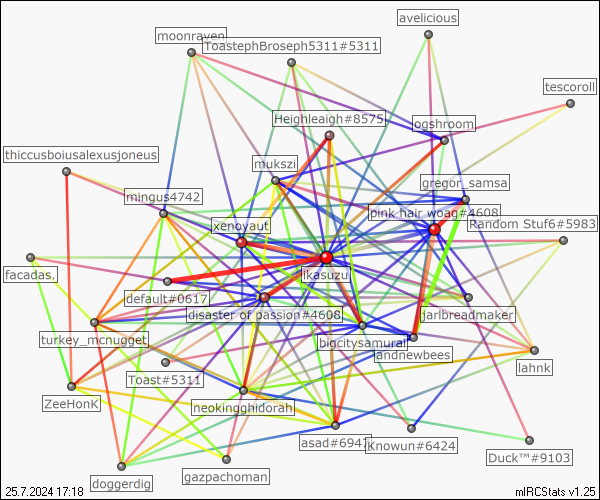 avelicious
moonraven
ToastephBroseph5311#5311
tescoroll
Heighleaigh#8575
ogshroom
thiccusboiusalexusjoneus
mukszi
gregor_samsa
mingus4742
pink hair woag#4608
xenoyaut
Random Stuf6#5983
facadas.
ikasuzu
default#0617
disaster of passion#4608
jarlbreadmaker
turkey_mcnugget
bigcitysamurai
andnewbees
lahnk
Toast#5311
ZeeHonK
neokingghidorah
asad#6947
Knowun#6424
Duck™#9103
doggerdig
gazpachoman
25.7.2024 17:18
mIRCStats v1.25